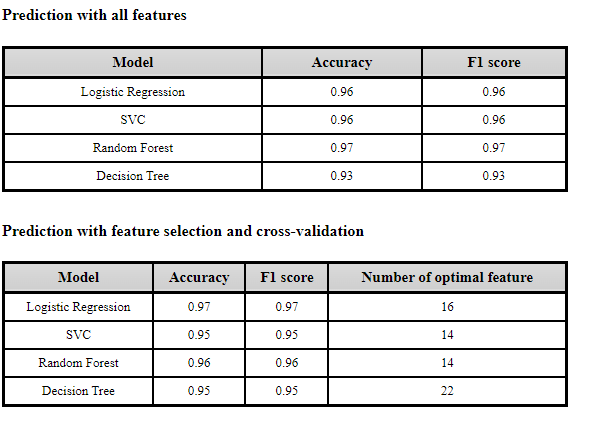 Prediction with all features
Model Accuracy F1 score
Logistic Regression 0.96 0.96
SVC 0.96 0.96
Random Forest 0.97 0.97
Decision Tree 0.93 0.93
Prediction with feature selection and cross-validation
Model Accuracy F1 score Number of optimal feature
Logistic Regression 0.97 0.97 16
SVC 0.95 0.95 14
Random Forest 0.96 0.96 14
Decision Tree 0.95 0.95 22